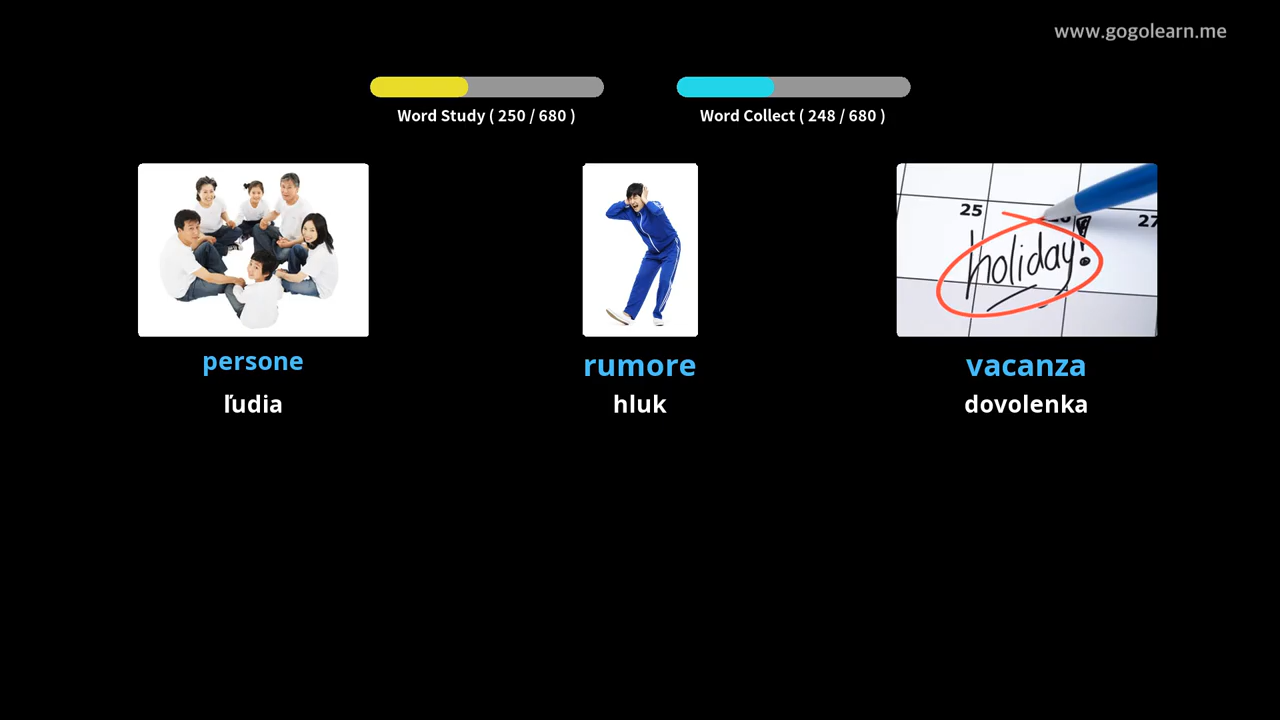 www.gogolearn.me
Word Study ( 250 / 680 )
Word Collect ( 248 / 680 )
25
27
holiday!
persone
rumore
vacanza
ľudia
hluk
dovolenka